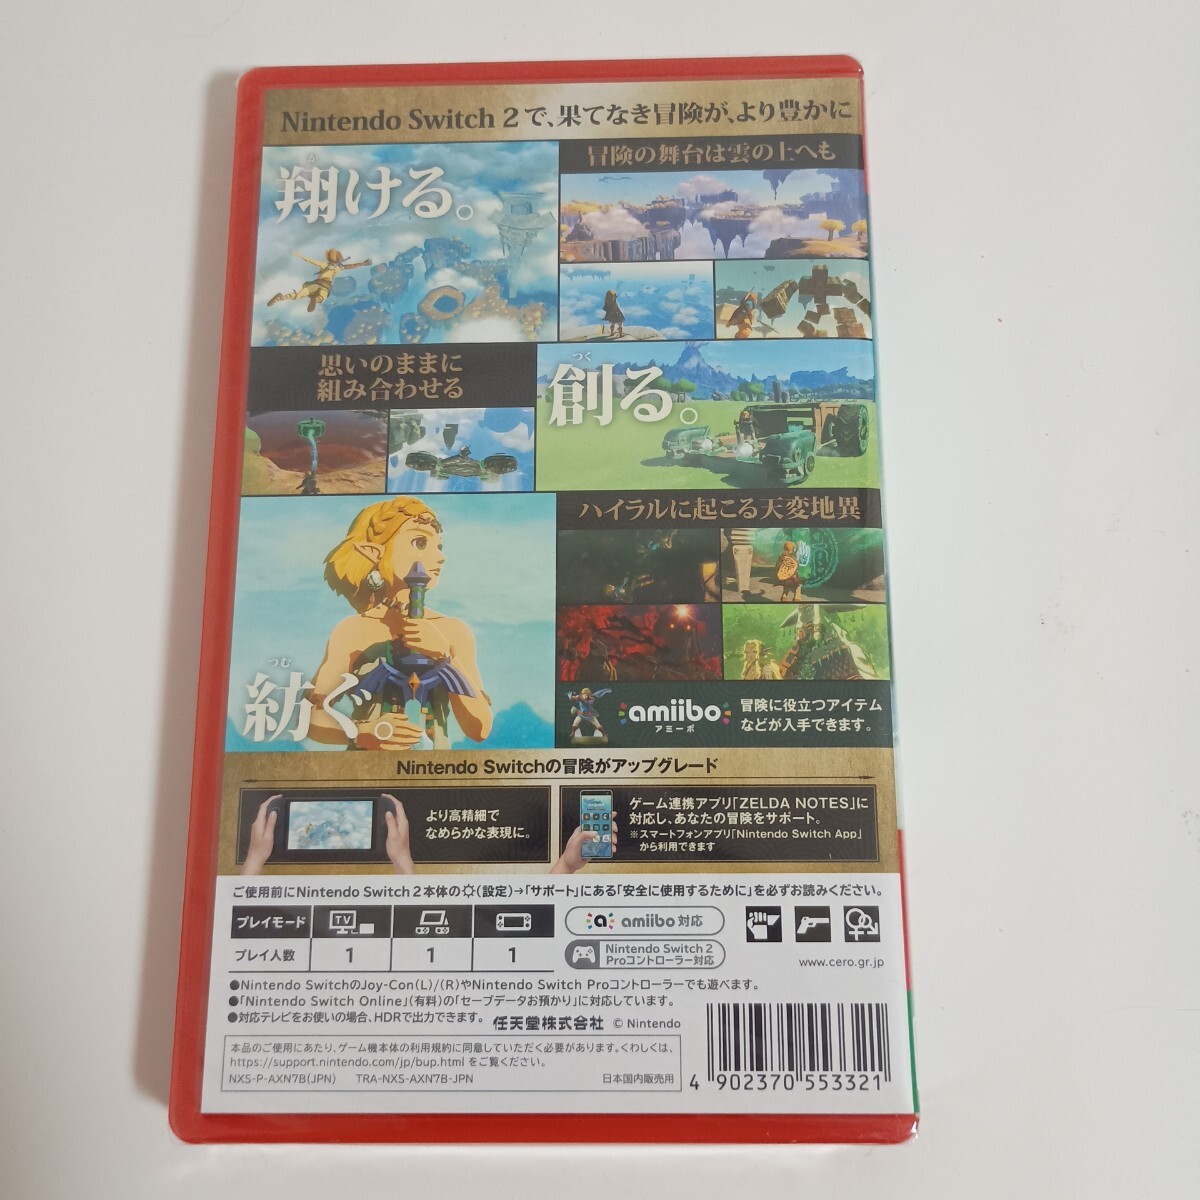 Nintendo Switch 2で、果てなき冒険が、より豊かに
か
翔ける。
冒険の舞台は雲の上へも
思いのままに
組み合わせる
つく
創る。
ハイラルに起こる天変地異
つむ
紡ぐ。
amiibo
アミーボ
冒険に役立つアイテム
などが入手できます。
Nintendo Switchの冒険がアップグレード
より高精細で
なめらかな表現に。
ゲーム連携アプリ「ZELDA NOTES」に
対応し、あなたの冒険をサポート。
※スマートフォンアプリ「Nintendo Switch App」
から利用できます
ご使用前にNintendo Switch 2本体の(設定)→「サポート」にある「安全に使用するために」を必ずお読みください。
プレイモード TV
プレイ人数 1 1 1
amiibo 対応
Nintendo Switch 2
Proコントローラー対応
www.cero.gr.jp
●Nintendo SwitchのJoy-Con(L)/(R)やNintendo Switch Proコントローラーでも遊べます。
●「Nintendo Switch Online」(有料)の「セーブデータお預かり」に対応しています。
●対応テレビをお使いの場合、HDRで出力できます。
任天堂株式会社 © Nintendo
本品のご使用にあたり、ゲーム機本体の利用規約に同意していただく必要があります。くわしくは、
https://support.nintendo.com/jp/bup.html をご覧ください。
NXS-P-AXN7B(JPN) TRA-NXS-AXN7B-JPN 日本国内販売用
4 902370 553321